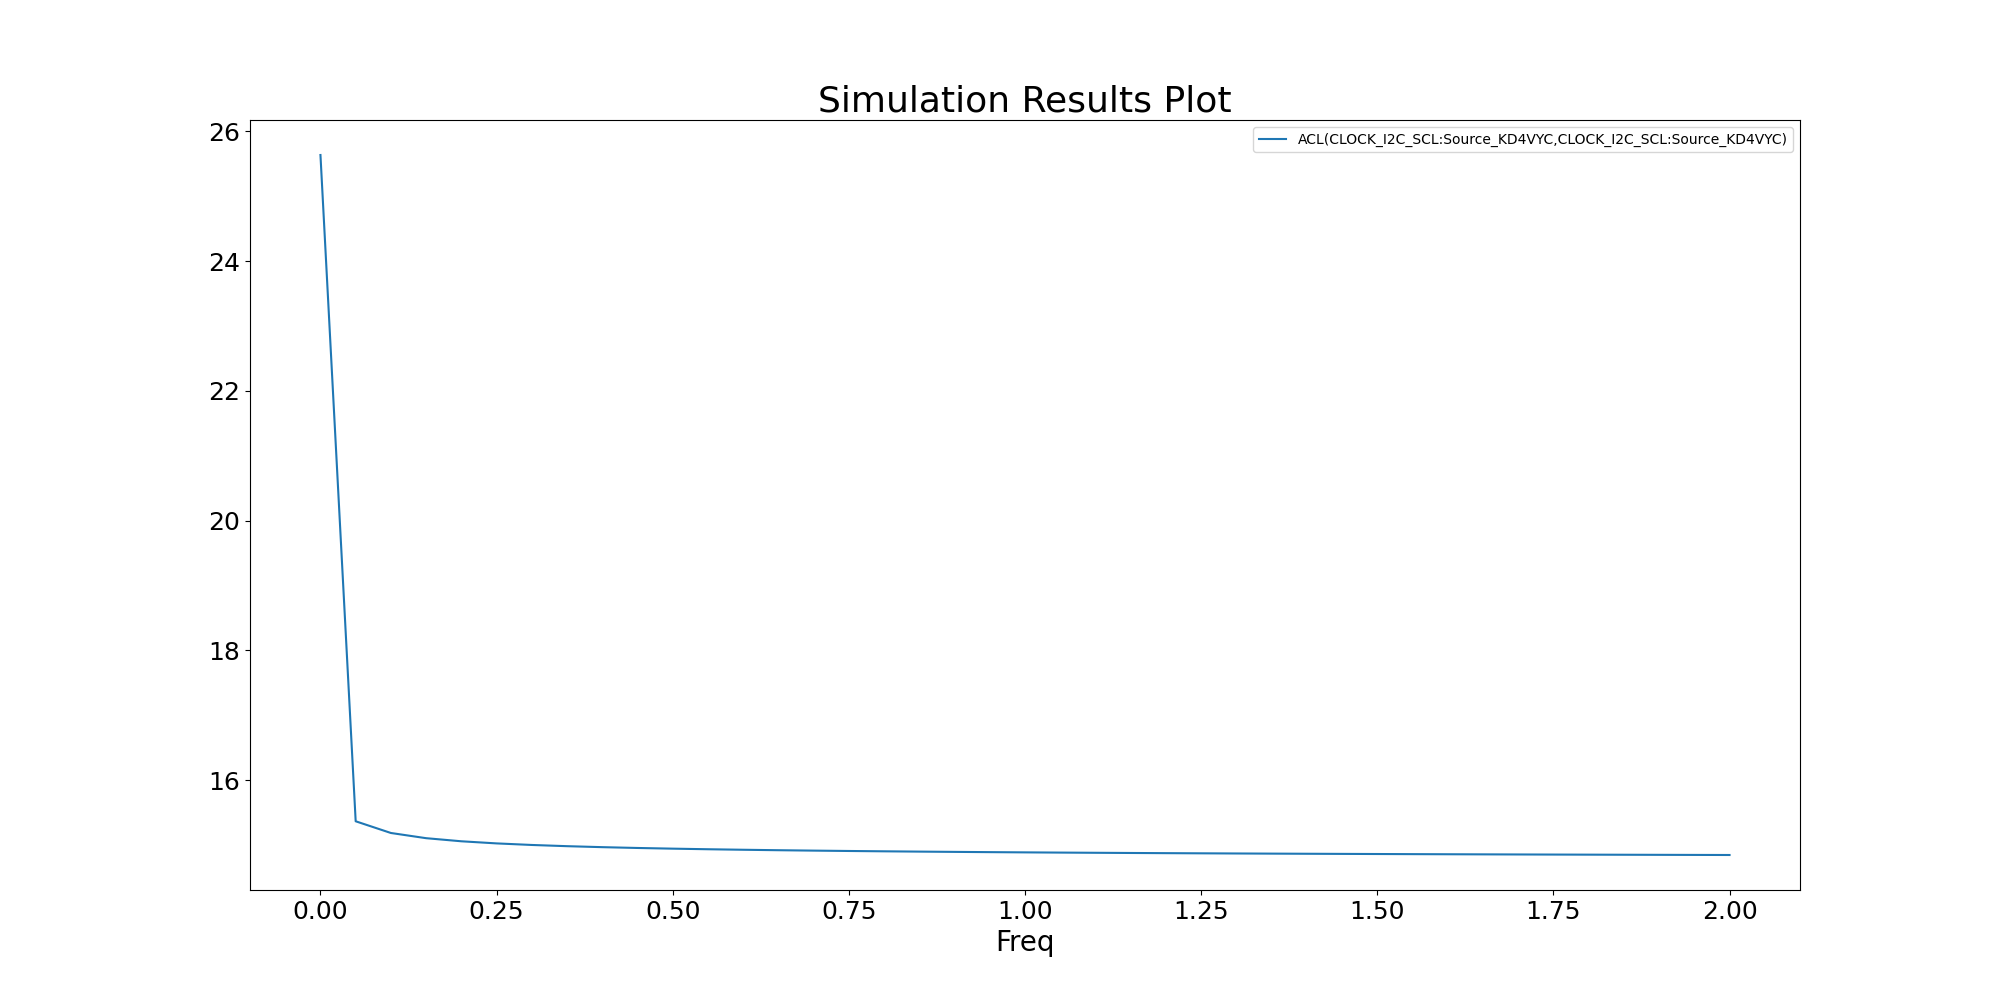 Simulation Results Plot
ACL(CLOCK_I2C_SCL:Source_KD4VYC,CLOCK_I2C_SCL:Source_KD4VYC)
26
24
22
20
18
16
0.00 0.25 0.50 0.75 1.00 1.25 1.50 1.75 2.00
Freq